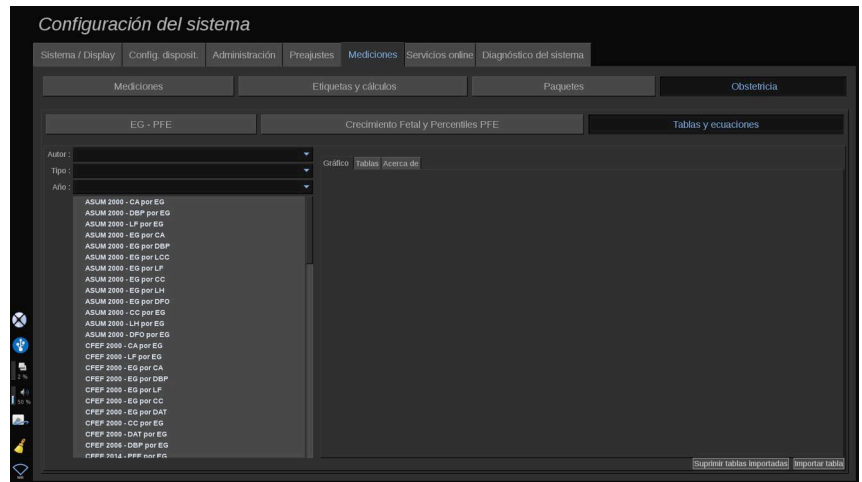 Configuración del sistema
Sistema / Display Config. disposit. Administración Preajustes Mediciones Servicios online Diagnóstico del sistema
Mediciones Etiquetas y cálculos Paquetes Obstetricia
EG - PFE Crecimiento Fetal y Percentiles PFE Tablas y ecuaciones
Autor :
Tipo :
Año :
Gráfico Tablas Acerca de
ASUM 2000 - CA por EG
ASUM 2000 - DBP por EG
ASUM 2000 - LF por EG
ASUM 2000 - EG por CA
ASUM 2000 - EG por DBP
ASUM 2000 - EG por LCC
ASUM 2000 - EG por LF
ASUM 2000 - EG por CC
ASUM 2000 - EG por LH
ASUM 2000 - EG por DFO
ASUM 2000 - CC por EG
ASUM 2000 - LH por EG
ASUM 2000 - DFO por EG
CFEF 2000 - CA por EG
CFEF 2000 - LF por EG
CFEF 2000 - EG por CA
CFEF 2000 - EG por DBP
CFEF 2000 - EG por LF
CFEF 2000 - EG por CC
CFEF 2000 - EG por DAT
CFEF 2000 - CC por EG
CFEF 2000 - DAT por EG
CFEF 2006 - DBP por EG
CFEF 2014 - PFE por EG
2 %
50 %
Suprimir tablas importadas Importar tabla